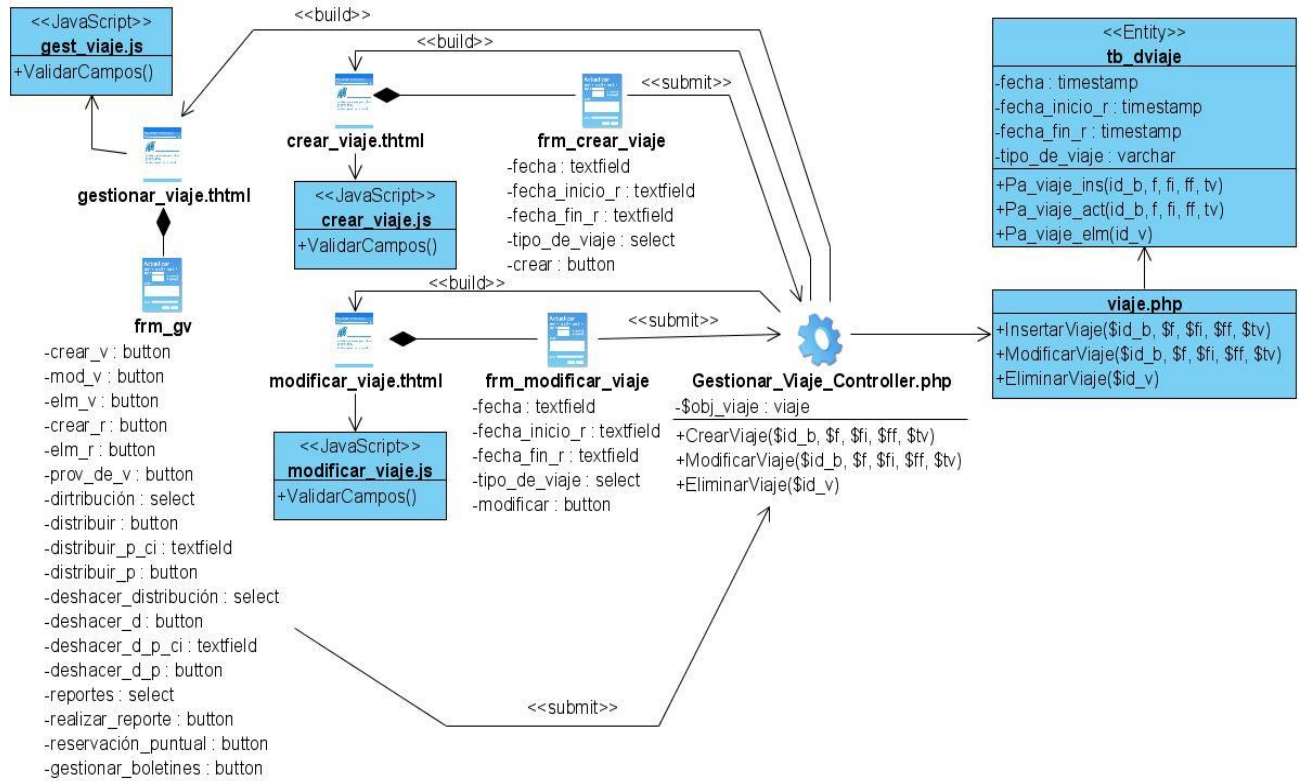 <<JavaScript>>
gest_viaje.js
+ValidarCampos()
<<build>>
<<build>>
gestionar_viaje.thtml
frm_gv
-crear_v : button
-mod_v : button
-elm_v : button
-crear_r : button
-elm_r : button
-prov_de_v : button
-dirtribución : select
-distribuir : button
-distribuir_p_ci : textfield
-distribuir_p : button
-deshacer_distribución : select
-deshacer_d : button
-deshacer_d_p_ci : textfield
-deshacer_d_p : button
-reportes : select
-realizar_reporte : button
-reservación_puntual : button
-gestionar_boletines : button
crear_viaje.thtml
<<JavaScript>>
crear_viaje.js
+ValidarCampos()
Actualizar
frm_crear_viaje
-fecha : textfield
-fecha_inicio_r : textfield
-fecha_fin_r : textfield
-tipo_de_viaje : select
-crear : button
<<submit>>
<<build>>
modificar_viaje.thtml
<<JavaScript>>
modificar_viaje.js
+ValidarCampos()
frm_modificar_viaje
-fecha : textfield
-fecha_inicio_r : textfield
-fecha_fin_r : textfield
-tipo_de_viaje : select
-modificar : button
<<submit>>
Gestionar_Viaje_Controller.php
-$obj_viaje : viaje
+CrearViaje($id_b, $f, $fi, $ff, $tv)
+ModificarViaje($id_b, $f, $fi, $ff, $tv)
+EliminarViaje($id_v)
<<submit>>
<<Entity>>
tb_dviaje
-fecha : timestamp
-fecha_inicio_r : timestamp
-fecha_fin_r : timestamp
-tipo_de_viaje : varchar
+Pa_viaje_ins(id_b, f, fi, ff, tv)
+Pa_viaje_act(id_b, f, fi, ff, tv)
+Pa_viaje_elm(id_v)
viaje.php
+InsertarViaje($id_b, $f, $fi, $ff, $tv)
+ModificarViaje($id_b, $f, $fi, $ff, $tv)
+EliminarViaje($id_v)